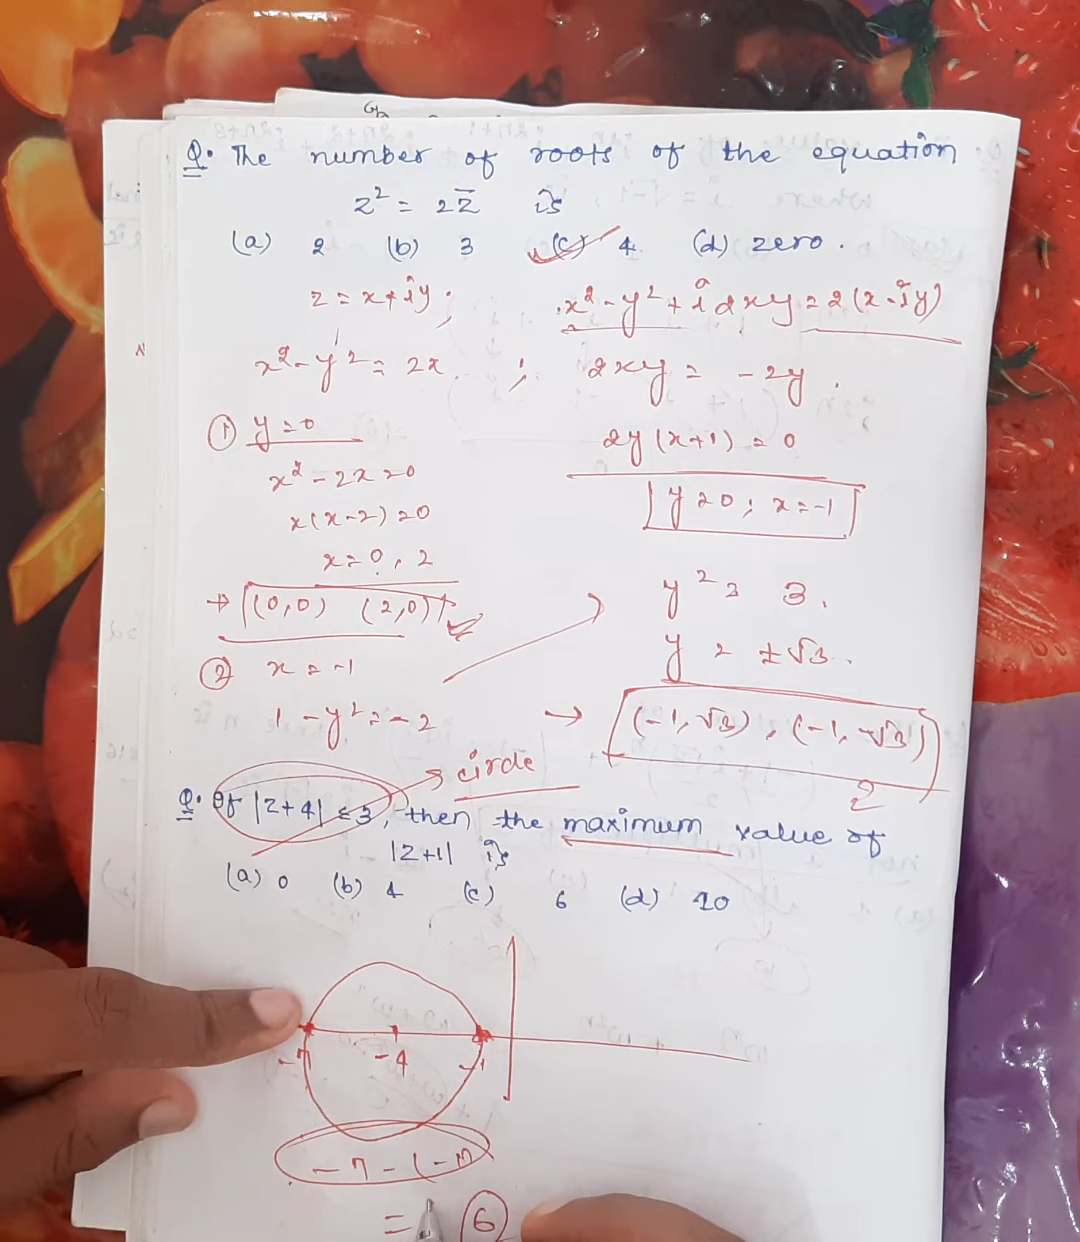 Q. The number of roots of the equation
z² = 2z̄ is
(a) 2 (b) 3 (c) 4 (d) zero.
z = x + iy ; x² - y² + i2xy = 2(x - iy)
x² - y² = 2x ; 2xy = -2y .
① y = 0
2y (x+1) = 0
x² - 2x = 0
y = 0 ; x = -1
x(x-2) = 0
x = 0, 2
y² = 3.
→ (0,0) (2,0)
y = ±√3.
② x = -1
1 - y² = -2 → (-1, √3), (-1, -√3)
2
circle
Q. If |z+4| ≤ 3, then the maximum value of
|z+1| is
(a) 0 (b) 4 (c) 6 (d) 10
-7 -4 -1
= 6